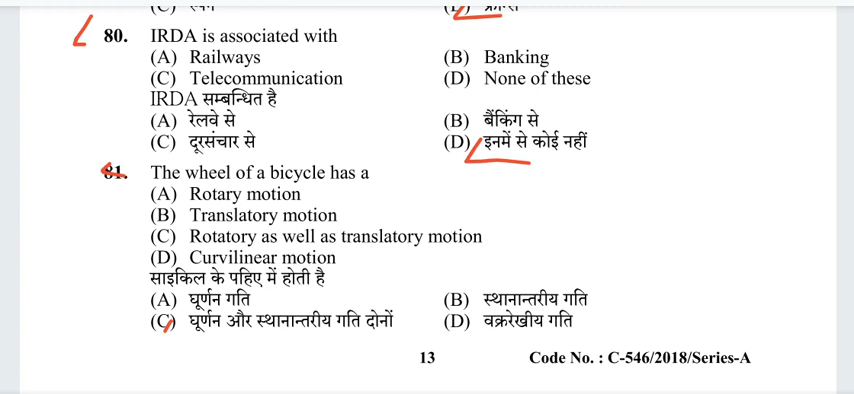 80. IRDA is associated with
(A) Railways (B) Banking
(C) Telecommunication (D) None of these
IRDA सम्बन्धित है
(A) रेलवे से (B) बैंकिंग से
(C) दूरसंचार से (D) इनमें से कोई नहीं
81. The wheel of a bicycle has a
(A) Rotary motion
(B) Translatory motion
(C) Rotatory as well as translatory motion
(D) Curvilinear motion
साइकिल के पहिए में होती है
(A) घूर्णन गति (B) स्थानान्तरीय गति
(C) घूर्णन और स्थानान्तरीय गति दोनों (D) वक्ररेखीय गति
13 Code No. : C-546/2018/Series-A